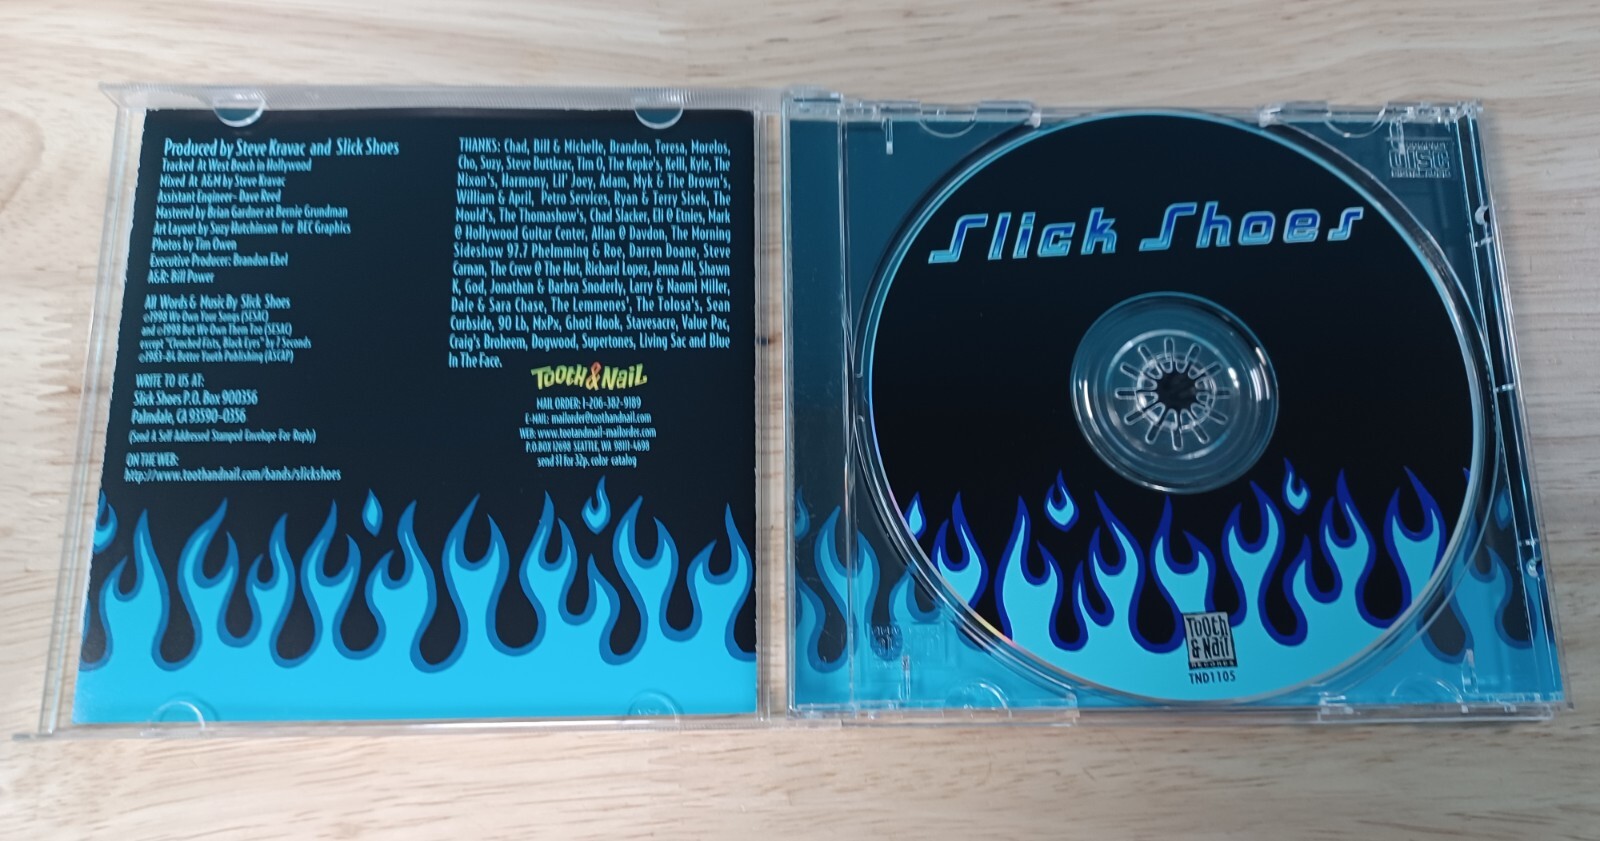 Produced by Steve Kravac and Slick Shoes
Tracked At West Beach in Hollywood
Mixed At A&M by Steve Kravac
Assistant Engineer- Dave Reed
Mastered by Brian Gardner at Bernie Grundman
Art Layout by Suzy Hutchinson for BEC Graphics
Photos by Tim Owen
Executive Producer: Brandon Ebel
A&R: Bill Power
All Words & Music By Slick Shoes
©1998 We Own Your Songs (SESAC)
and ©1998 But We Own Them Too (SESAC)
except "Clenched Fists, Black Eyes" by 7 Seconds
©1983-84 Better Youth Publishing (ASCAP)
WRITE TO US AT:
Slick Shoes P.O. Box 900356
Palmdale, CA 93590-0356
(Send A Self Addressed Stamped Envelope For Reply)
ON THE WEB:
http://www.toothandnail.com/bands/slickshoes
THANKS: Chad, Bill & Michelle, Brandon, Teresa, Morelos,
Cho, Suzy, Steve Buttkrac, Tim O, The Kepke's, Kelli, Kyle, The
Nixon's, Harmony, Lil' Joey, Adam, Myk & The Brown's,
William & April, Petro Services, Ryan & Terry Sisek, The
Mould's, The Thomashow's, Chad Slacker, Eli @ Etnies, Mark
@ Hollywood Guitar Center, Allan @ Davdon, The Morning
Sideshow 97.7 Phelmming & Roe, Darren Doane, Steve
Carnan, The Crew @ The Hut, Richard Lopez, Jenna All, Shawn
K, God, Jonathan & Barbra Snoderly, Larry & Naomi Miller,
Dale & Sara Chase, The Lemmenes', The Tolosa's, Sean
Curbside, 90 Lb, MxPx, Ghoti Hook, Stavesacre, Value Pac,
Craig's Broheem, Dogwood, Supertones, Living Sac and Blue
In The Face.
Tooth & Nail
MAIL ORDER: 1-206-382-9189
E-MAIL: mailorder@toothandnail.com
WEB: www.tootandnail-mailorder.com
P.O.BOX 12698 SEATTLE, WA 98111-4698
send $1 for 32p. color catalog
Slick Shoes
COMPACT
disc
DIGITAL AUDIO
Tooth
& Nail
RECORDS
TND1105